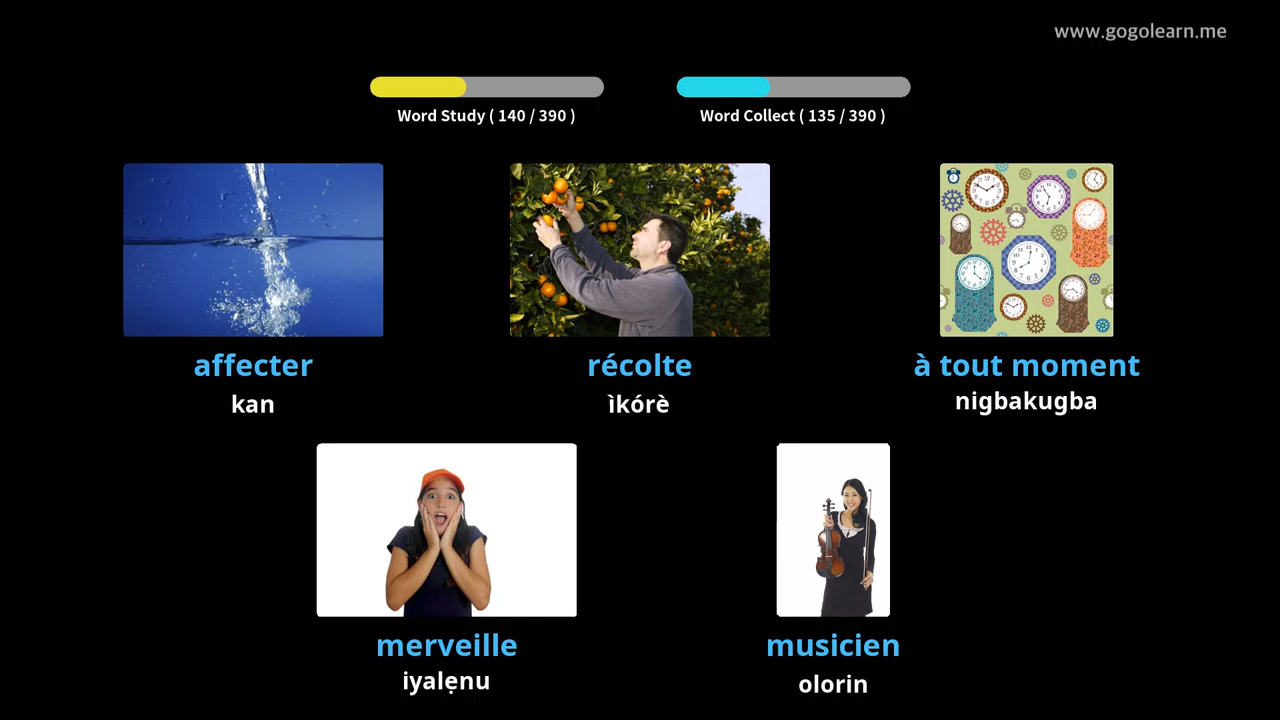 www.gogolearn.me
Word Study ( 140 / 390 )
Word Collect ( 135 / 390 )
affecter
kan
récolte
ìkórè
à tout moment
nigbakugba
merveille
iyalẹnu
musicien
olorin